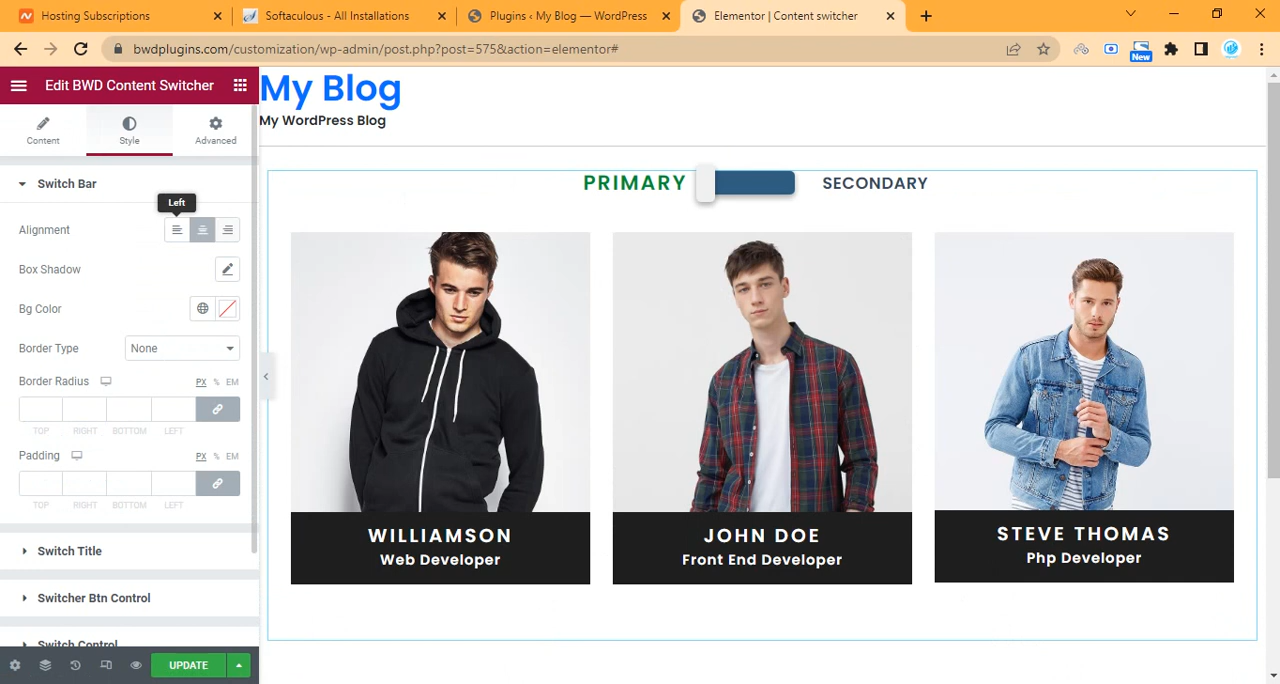 Hosting Subscriptions
Softaculous - All Installations
Plugins ‹ My Blog — WordPress
Elementor | Content switcher
bwdplugins.com/customization/wp-admin/post.php?post=575&action=elementor#
New
Edit BWD Content Switcher
Content
Style
Advanced
Switch Bar
Left
Alignment
Box Shadow
Bg Color
Border Type
None
Border Radius
PX % EM
TOP RIGHT BOTTOM LEFT
Padding
PX % EM
TOP RIGHT BOTTOM LEFT
Switch Title
Switcher Btn Control
Switch Control
UPDATE
My Blog
My WordPress Blog
PRIMARY
SECONDARY
WILLIAMSON
Web Developer
JOHN DOE
Front End Developer
STEVE THOMAS
Php Developer